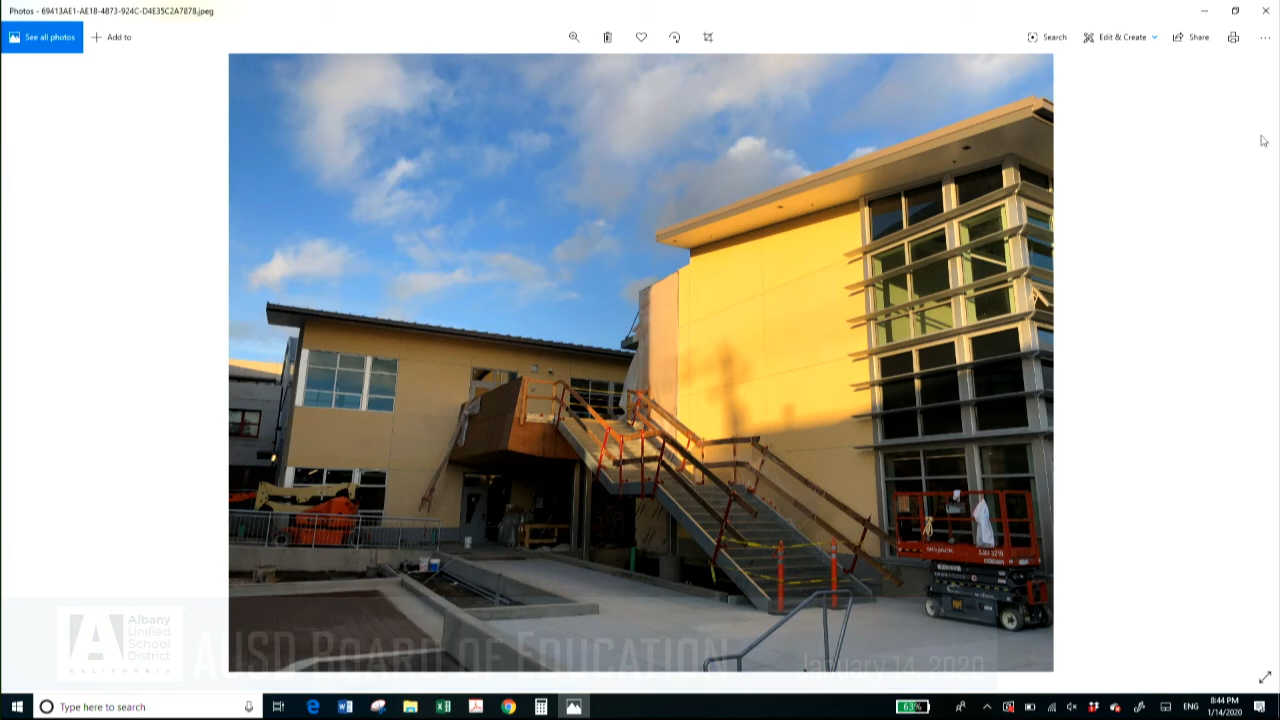 Photos - 69413AE1-AE18-4873-924C-D4E35C2A7878.jpeg
See all photos
Add to
Search
Edit & Create
Share
Albany
Unified
School
District
CALIFORNIA
AUSD BOARD OF EDUCATION
January 14, 2020
Type here to search
63%
ENG
8:44 PM
1/14/2020